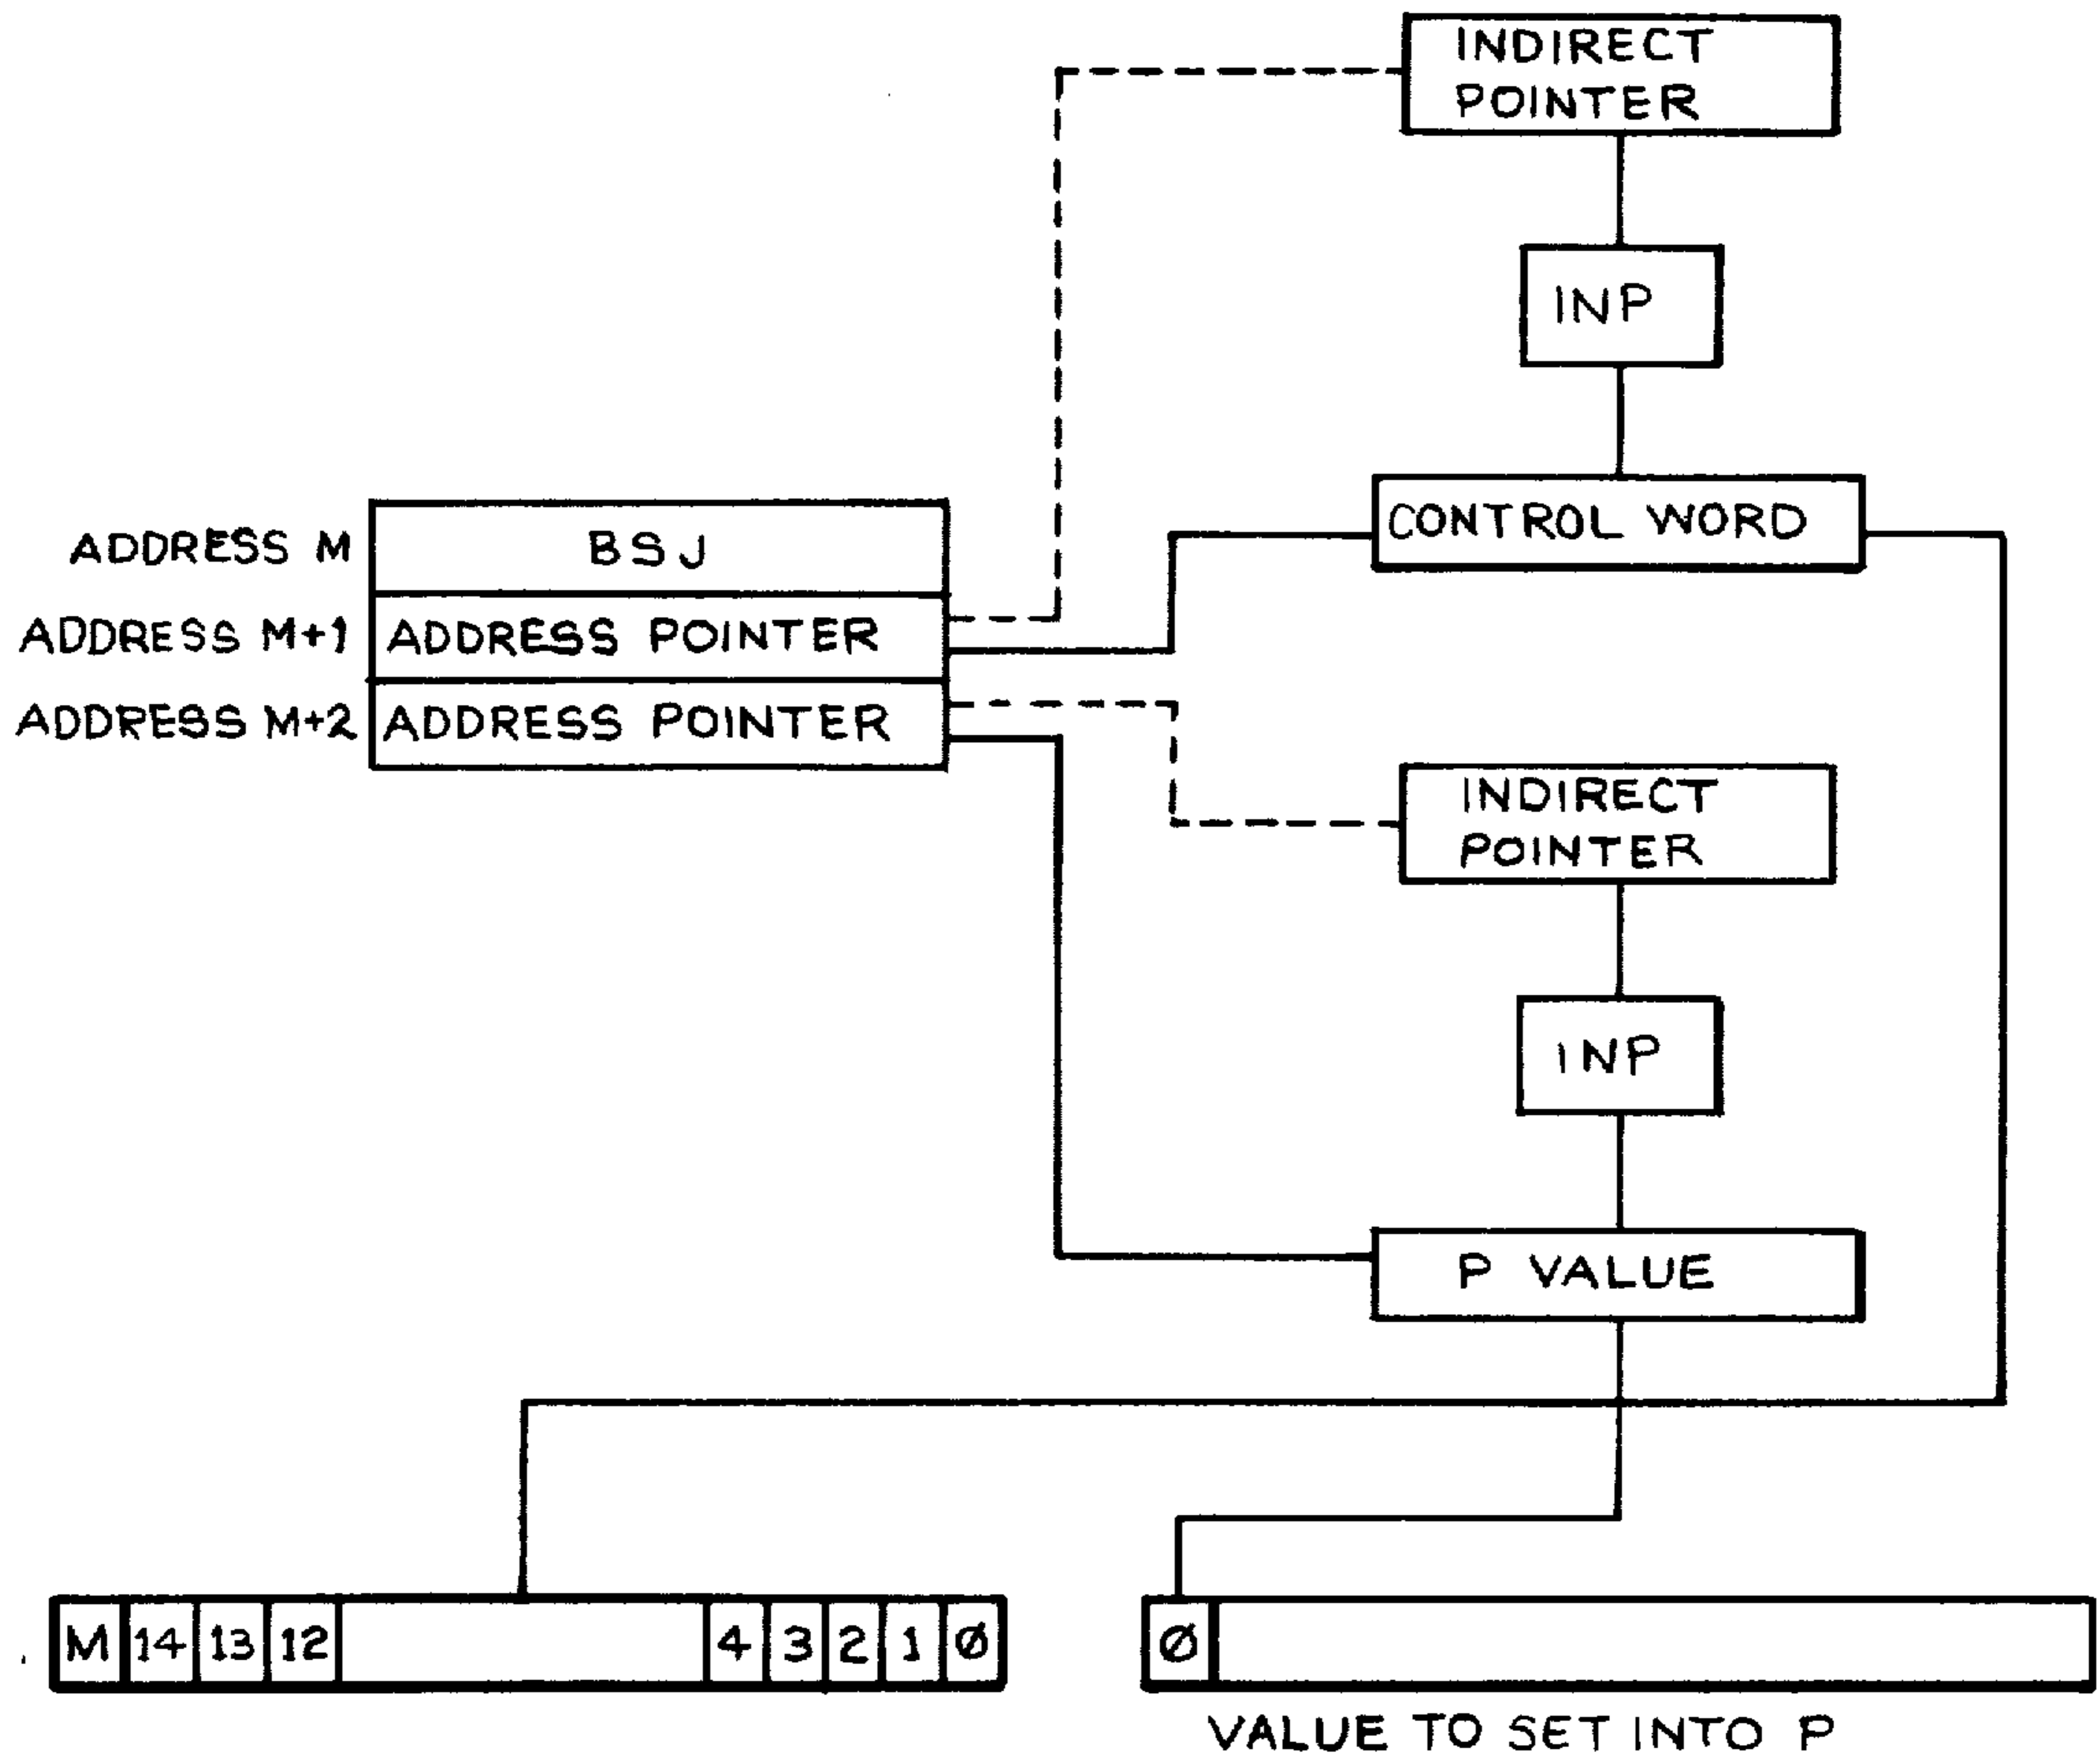 INDIRECT
POINTER
INP
CONTROL WORD
ADDRESS M
BSJ
ADDRESS M+1
ADDRESS POINTER
ADDRESS M+2
ADDRESS POINTER
INDIRECT
POINTER
INP
P VALUE
M 14 13 12 4 3 2 1 Ø
Ø
VALUE TO SET INTO P